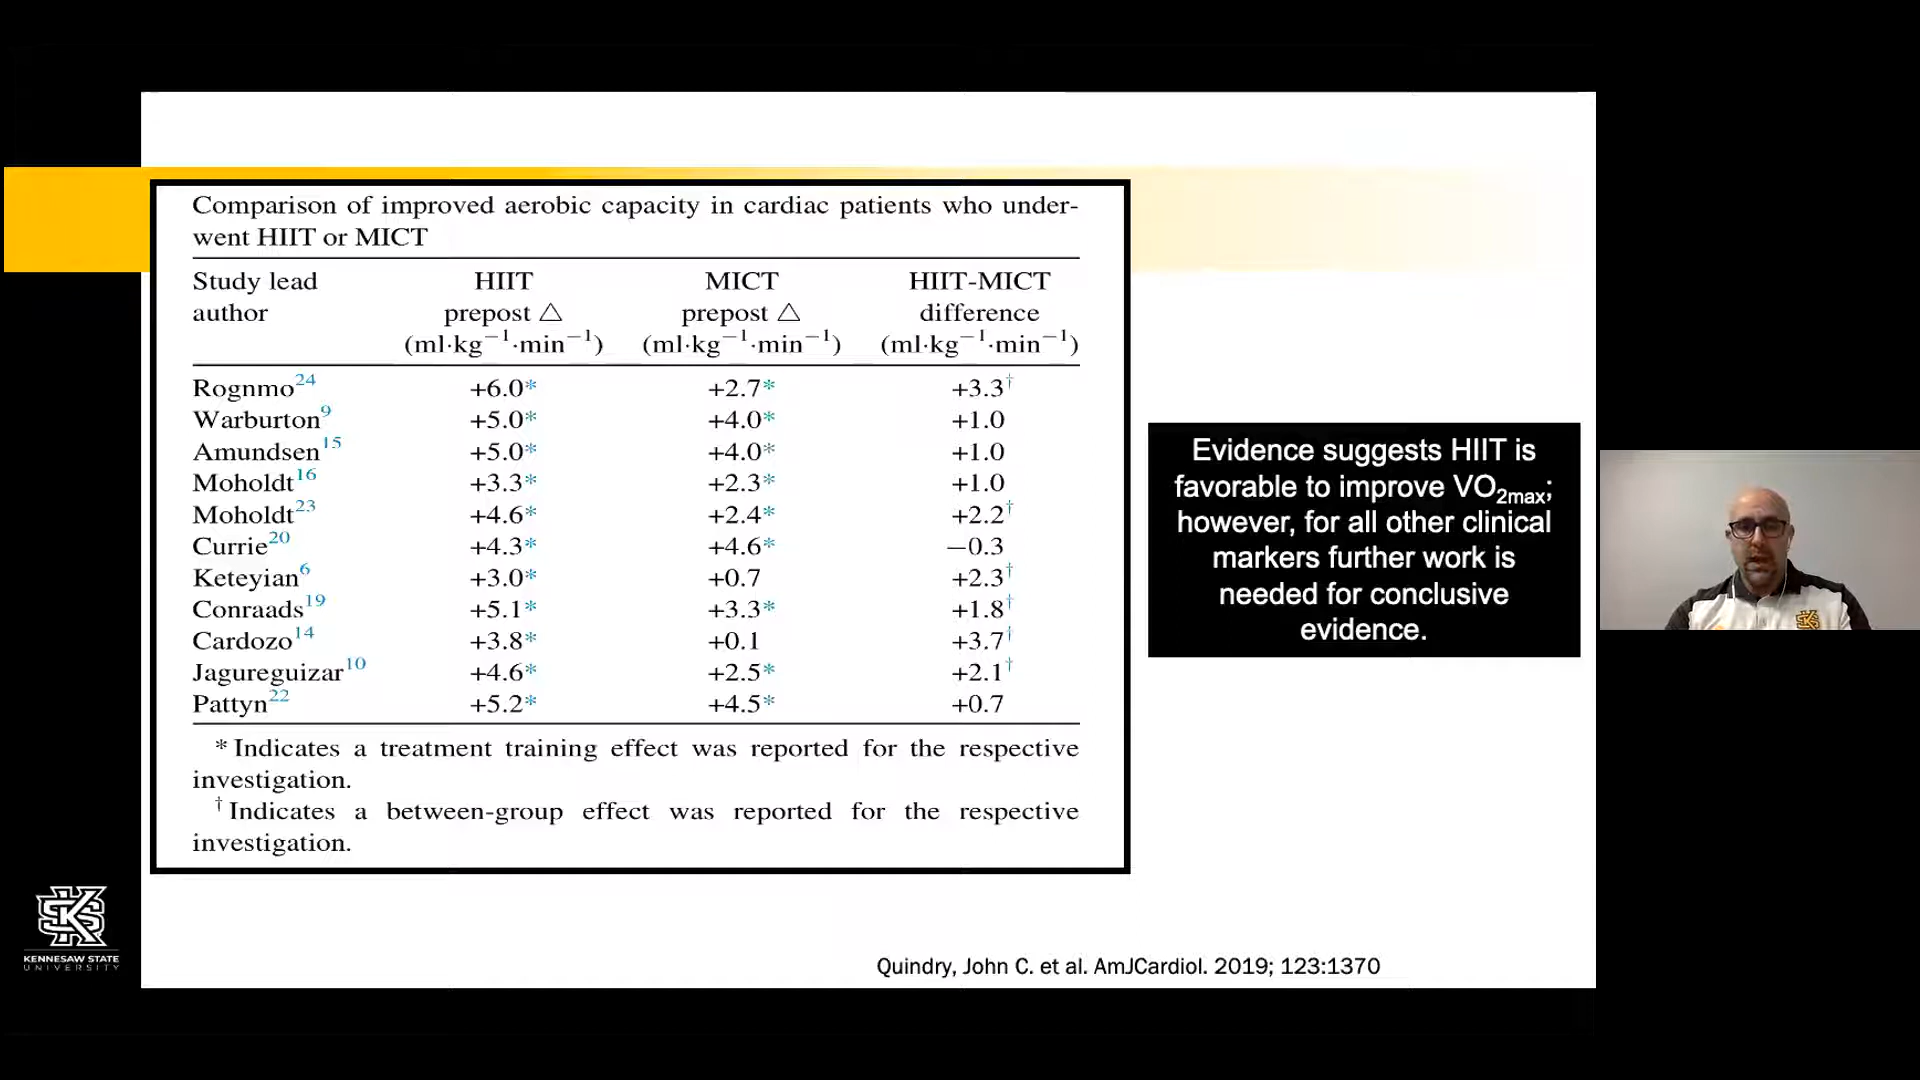 Comparison of improved aerobic capacity in cardiac patients who under-
went HIIT or MICT
Study lead author HIIT prepost △ (ml·kg⁻¹·min⁻¹) MICT prepost △ (ml·kg⁻¹·min⁻¹) HIIT-MICT difference (ml·kg⁻¹·min⁻¹)
Rognmo²⁴ +6.0* +2.7* +3.3†
Warburton⁹ +5.0* +4.0* +1.0
Amundsen¹⁵ +5.0* +4.0* +1.0
Moholdt¹⁶ +3.3* +2.3* +1.0
Moholdt²³ +4.6* +2.4* +2.2†
Currie²⁰ +4.3* +4.6* −0.3
Keteyian⁶ +3.0* +0.7 +2.3†
Conraads¹⁹ +5.1* +3.3* +1.8†
Cardozo¹⁴ +3.8* +0.1 +3.7†
Jagureguizar¹⁰ +4.6* +2.5* +2.1†
Pattyn²² +5.2* +4.5* +0.7
* Indicates a treatment training effect was reported for the respective
investigation.
† Indicates a between-group effect was reported for the respective
investigation.
Evidence suggests HIIT is
favorable to improve VO₂max;
however, for all other clinical
markers further work is
needed for conclusive
evidence.
Quindry, John C. et al. AmJCardiol. 2019; 123:1370
KENNESAW STATE
UNIVERSITY
KS